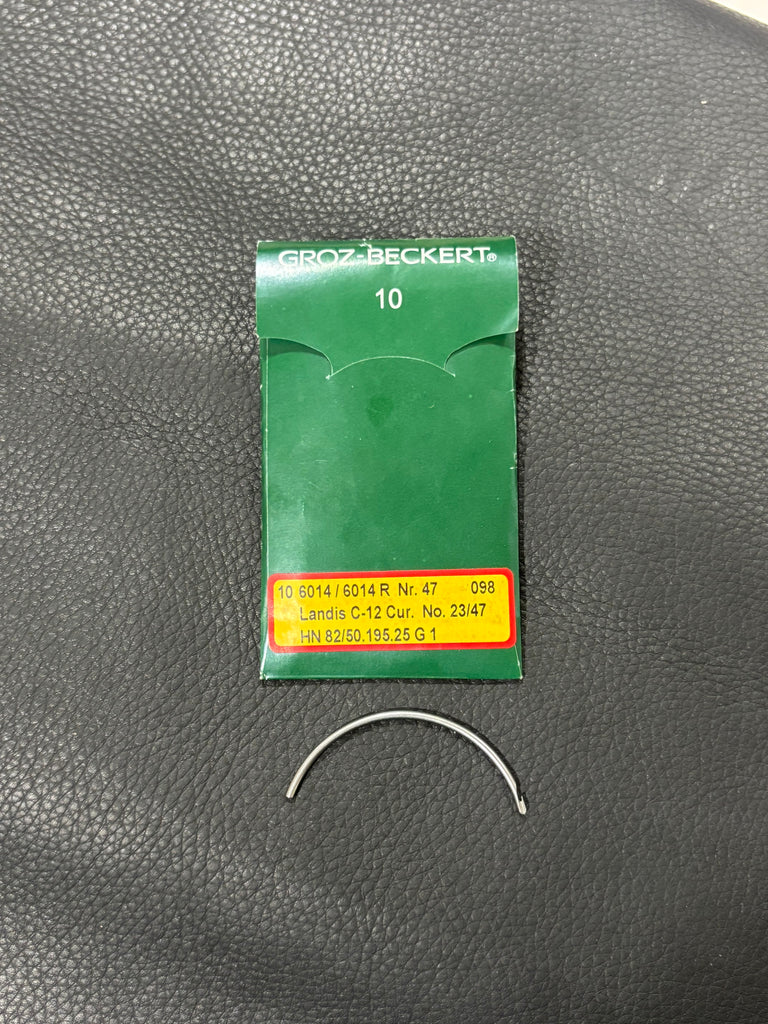 GROZ-BECKERT®
10
10 6014 / 6014 R Nr. 47 098
Landis C-12 Cur. No. 23/47
HN 82/50.195.25 G 1